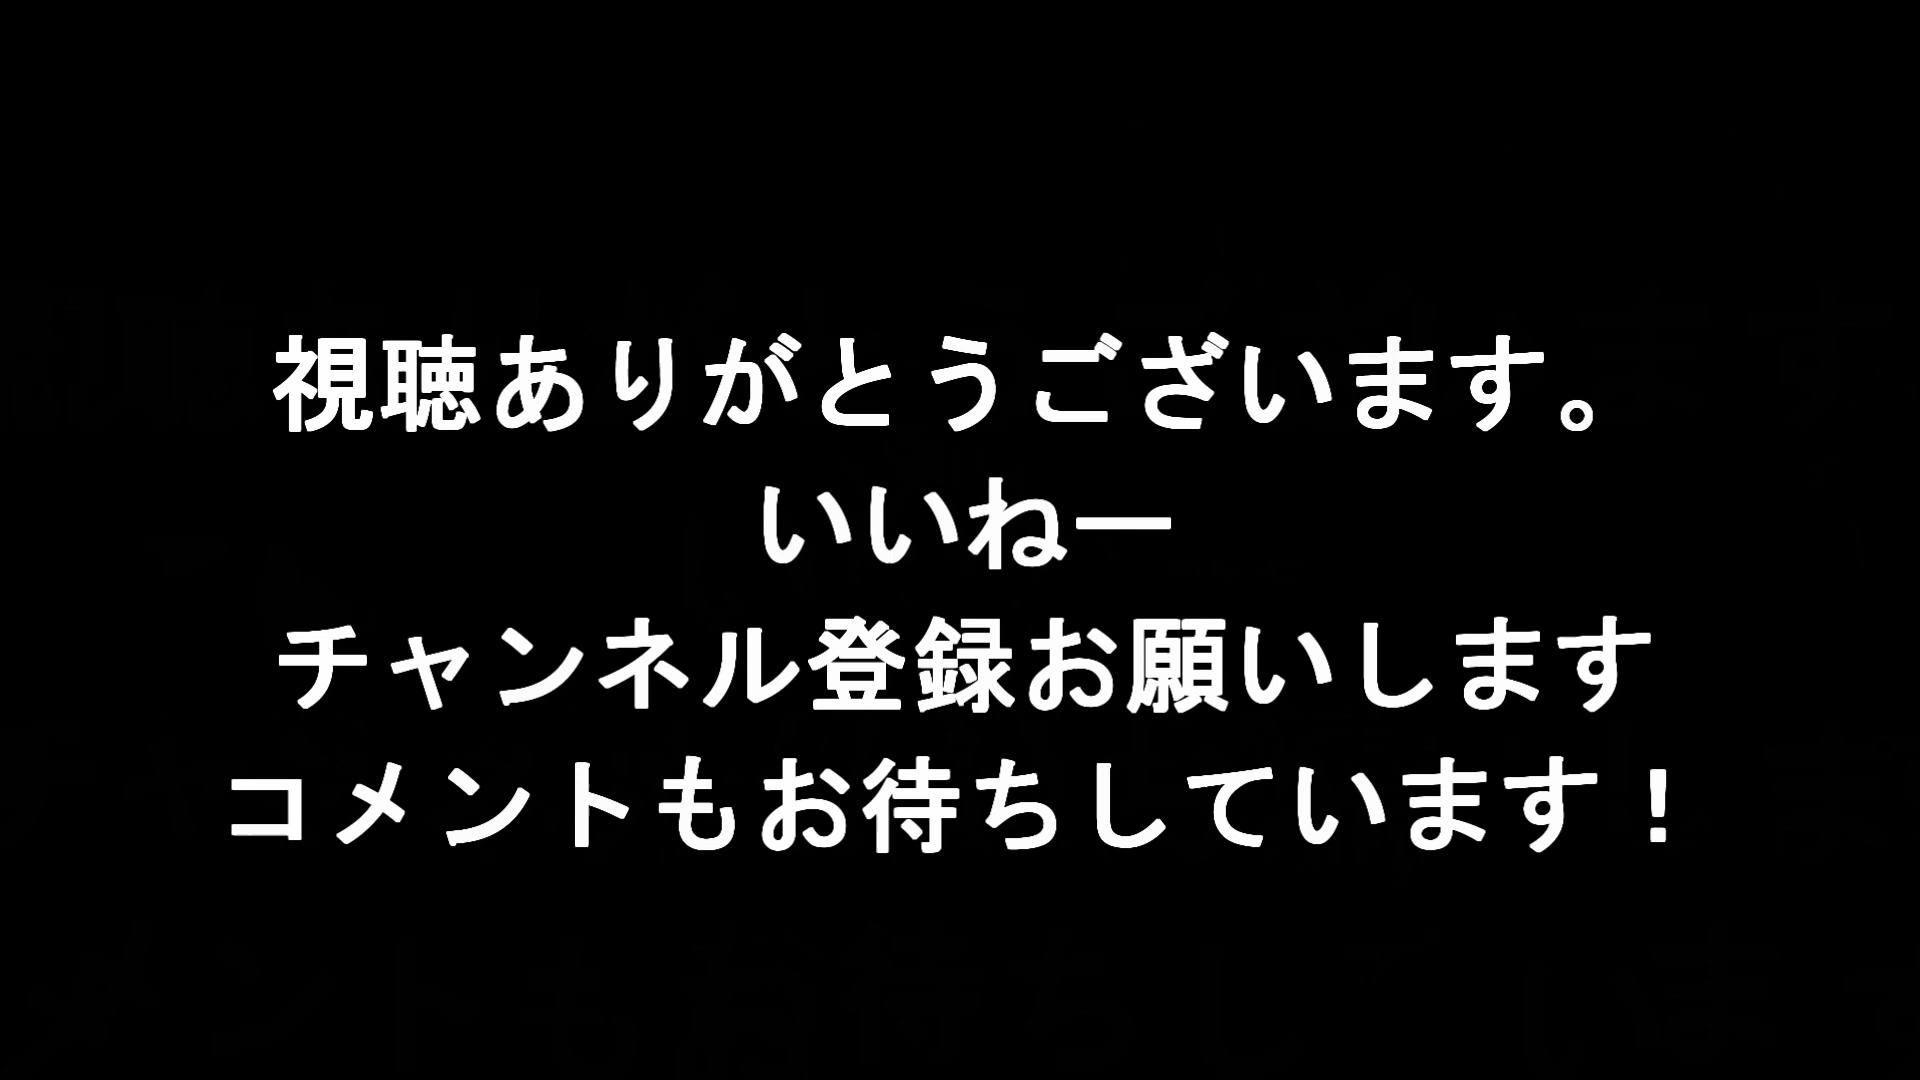 視聴ありがとうございます。
いいねー
チャンネル登録お願いします
コメントもお待ちしています！